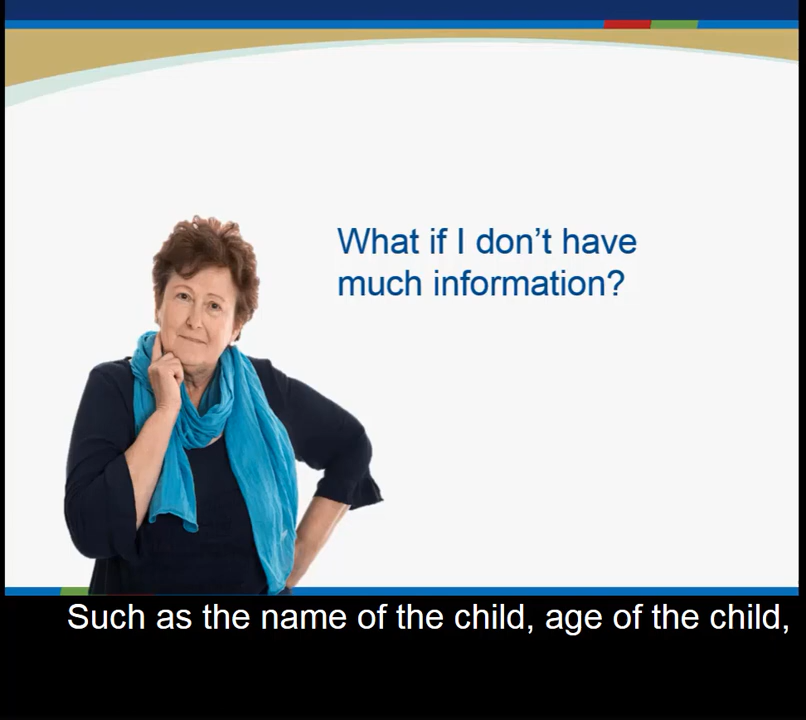 What if I don’t have
much information?
Such as the name of the child, age of the child,